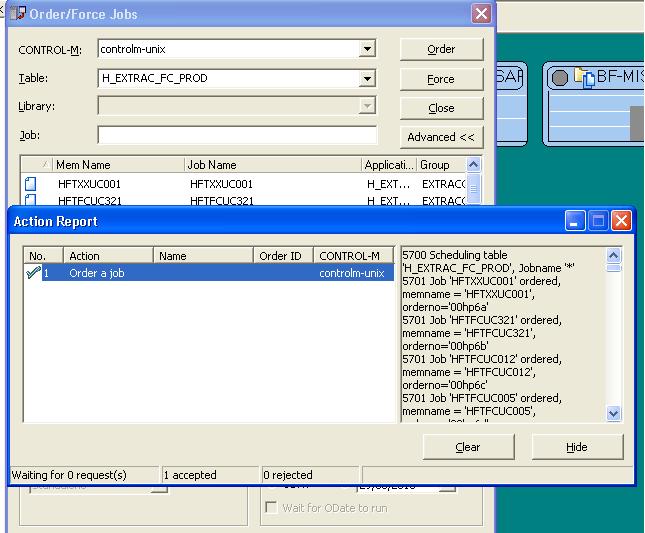 Order/Force Jobs
CONTROL-M: controlm-unix Order
Table: H_EXTRAC_FC_PROD Force
Library: Close
Job: Advanced <<
Mem Name Job Name Applicati... Group
HFTXXUC001 HFTXXUC001 H_EXT... EXTRAC
HFTFCUC321 HFTFCUC321 H_EXT... EXTRAC
BF-MIS
Action Report
No. Action Name Order ID CONTROL-M
1 Order a job controlm-unix
5700 Scheduling table
'H_EXTRAC_FC_PROD', Jobname '*'
5701 Job 'HFTXXUC001' ordered,
memname = 'HFTXXUC001',
orderno='00hp6a'
5701 Job 'HFTFCUC321' ordered,
memname = 'HFTFCUC321',
orderno='00hp6b'
5701 Job 'HFTFCUC012' ordered,
memname = 'HFTFCUC012',
orderno='00hp6c'
5701 Job 'HFTFCUC005' ordered,
memname = 'HFTFCUC005',
Clear Hide
Waiting for 0 request(s) 1 accepted 0 rejected
Standalone
Wait for ODate to run